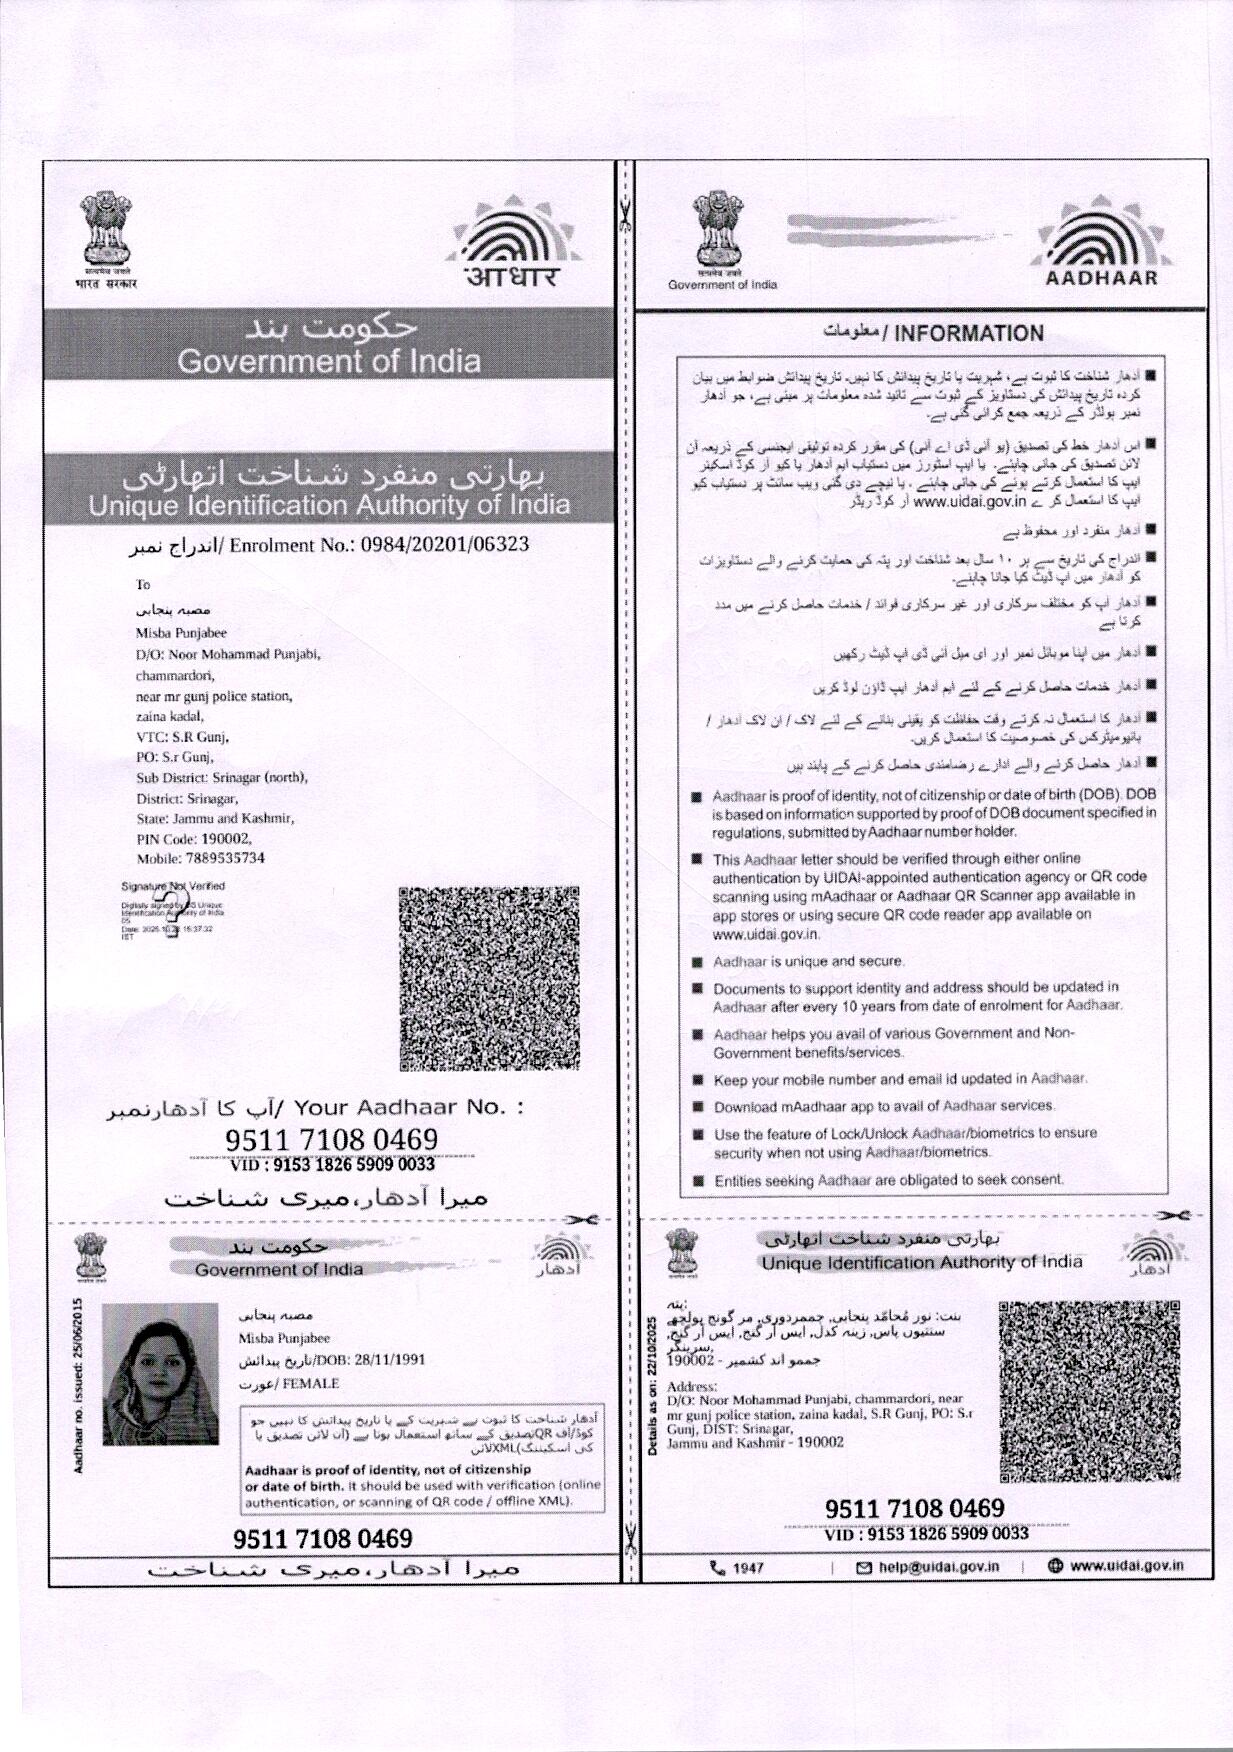 सत्यमेव जयते
भारत सरकार
आधार
حکومت ہند
Government of India
بھارتی منفرد شناخت اتھارٹی
Unique Identification Authority of India
اندراج نمبر/ Enrolment No.: 0984/20201/06323
To
مصبہ پنجابی
Misba Punjabee
D/O: Noor Mohammad Punjabi,
chammardori,
near mr gunj police station,
zaina kadal,
VTC: S.R Gunj,
PO: S.r Gunj,
Sub District: Srinagar (north),
District: Srinagar,
State: Jammu and Kashmir,
PIN Code: 190002,
Mobile: 7889535734
Signature Not Verified
Digitally signed by DS Unique
Identification Authority of India
05
Date: 2025.10. 15:37:32
IST
آپ کا آدھارنمبر/ Your Aadhaar No. :
9511 7108 0469
VID : 9153 1826 5909 0033
میرا آدھار،میری شناخت
حکومت ہند
Government of India
آدھار
Aadhaar no. issued: 25/06/2015
مصبہ پنجابی
Misba Punjabee
تاریخ پیدائش/DOB: 28/11/1991
عورت/ FEMALE
آدھار شناخت کا ثبوت ہے شہریت کے یا تاریخ پیدائش کا نہیں جو
کوڈ/آف QRتصدیق کے ساتھ استعمال ہونا ہے (آن لائن تصدیق یا
کی اسکیننگ)XMLلائن
Aadhaar is proof of identity, not of citizenship
or date of birth. It should be used with verification (online
authentication, or scanning of QR code / offline XML).
9511 7108 0469
میرا آدھار،میری شناخت
सत्यमेव जयते
Government of India
AADHAAR
معلومات / INFORMATION
آدھار شناخت کا ثبوت ہے، شہریت یا تاریخ پیدائش کا نہیں۔ تاریخ پیدائش ضوابط میں بیان
کردہ تاریخ پیدائش کی دستاویز کے ثبوت سے تائید شدہ معلومات پر مبنی ہے، جو آدھار
نمبر ہولڈر کے ذریعہ جمع کرائی گئی ہے۔
اس آدھار خط کی تصدیق (یو آئی ڈی اے آئی) کی مقرر کردہ توثیقی ایجنسی کے ذریعہ آن
لائن تصدیق کی جانی چاہئے۔ یا ایپ اسٹورز میں دستیاب ایم آدھار یا کیو آر کوڈ اسکینر
ایپ کا استعمال کرتے ہوئے کی جانی چاہئے ، یا نیچے دی گئی ویب سائٹ پر دستیاب کیو
ایپ کا استعمال کر ے www.uidai.gov.in آر کوڈ ریڈر
آدھار منفرد اور محفوظ ہے
اندراج کی تاریخ سے ہر ۱۰ سال بعد شناخت اور پتہ کی حمایت کرنے والے دستاویزات
کو آدھار میں اپ ڈیٹ کیا جانا چاہئے۔
آدھار آپ کو مختلف سرکاری اور غیر سرکاری فوائد / خدمات حاصل کرنے میں مدد
کرتا ہے
آدھار میں اپنا موبائل نمبر اور ای میل آئی ڈی اپ ڈیٹ رکھیں
آدھار خدمات حاصل کرنے کے لئے ایم آدھار ایپ ڈاؤن لوڈ کریں
آدھار کا استعمال نہ کرتے وقت حفاظت کو یقینی بنانے کے لئے لاک / ان لاک آدھار /
بائیومیٹرکس کی خصوصیت کا استعمال کریں۔
آدھار حاصل کرنے والے ادارے رضامندی حاصل کرنے کے پابند ہیں
Aadhaar is proof of identity, not of citizenship or date of birth (DOB). DOB
is based on information supported by proof of DOB document specified in
regulations, submitted by Aadhaar number holder.
This Aadhaar letter should be verified through either online
authentication by UIDAI-appointed authentication agency or QR code
scanning using mAadhaar or Aadhaar QR Scanner app available in
app stores or using secure QR code reader app available on
www.uidai.gov.in.
Aadhaar is unique and secure.
Documents to support identity and address should be updated in
Aadhaar after every 10 years from date of enrolment for Aadhaar.
Aadhaar helps you avail of various Government and Non-
Government benefits/services.
Keep your mobile number and email id updated in Aadhaar.
Download mAadhaar app to avail of Aadhaar services.
Use the feature of Lock/Unlock Aadhaar/biometrics to ensure
security when not using Aadhaar/biometrics.
Entities seeking Aadhaar are obligated to seek consent.
بھارتی منفرد شناخت اتھارٹی
Unique Identification Authority of India
آدھار
Details as on: 22/10/2025
پتہ:
بنت: نور مُحامّد پنجابی, چممردوری, مر گونج پولچھے
سنتیوں پاس, زینہ کدل, ایس آر گنج, ایس آر گنج,
سرینگر,
جممو اند کشمیر - 190002
Address:
D/O: Noor Mohammad Punjabi, chammardori, near
mr gunj police station, zaina kadal, S.R Gunj, PO: S.r
Gunj, DIST: Srinagar,
Jammu and Kashmir - 190002
9511 7108 0469
VID : 9153 1826 5909 0033
1947 | help@uidai.gov.in | www.uidai.gov.in